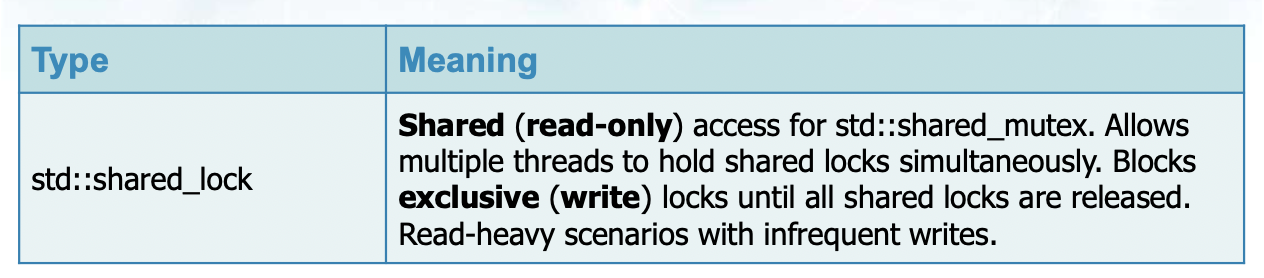 Type
Meaning
std::shared_lock
Shared (read-only) access for std::shared_mutex. Allows
multiple threads to hold shared locks simultaneously. Blocks
exclusive (write) locks until all shared locks are released.
Read-heavy scenarios with infrequent writes.